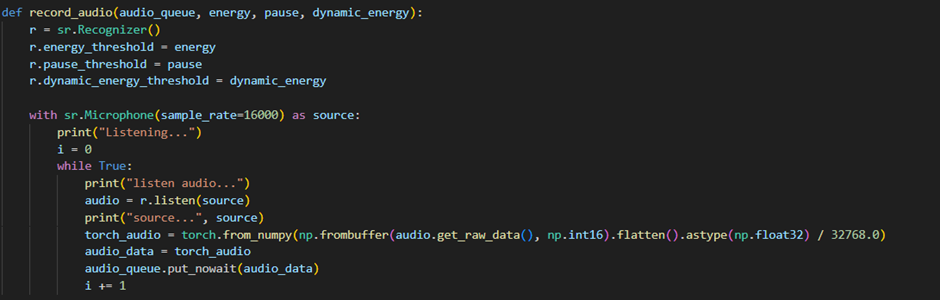 def record_audio(audio_queue, energy, pause, dynamic_energy):
    r = sr.Recognizer()
    r.energy_threshold = energy
    r.pause_threshold = pause
    r.dynamic_energy_threshold = dynamic_energy

    with sr.Microphone(sample_rate=16000) as source:
        print("Listening...")
        i = 0
        while True:
            print("listen audio...")
            audio = r.listen(source)
            print("source...", source)
            torch_audio = torch.from_numpy(np.frombuffer(audio.get_raw_data(), np.int16).flatten().astype(np.float32) / 32768.0)
            audio_data = torch_audio
            audio_queue.put_nowait(audio_data)
            i += 1